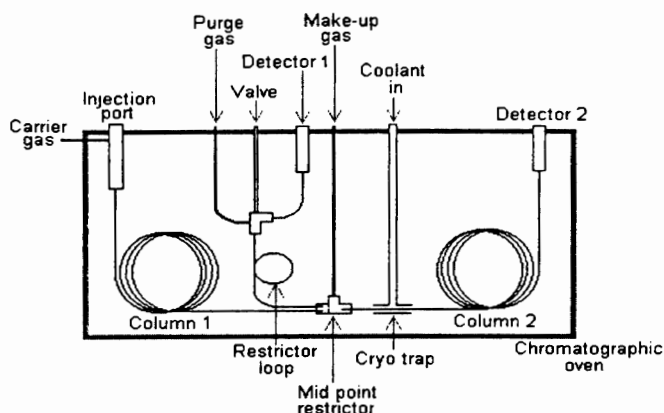 Purge
gas
Make-up
gas
Detector 1
Coolant
in
Valve
Injection
port
Detector 2
Carrier
gas
Column 1
Column 2
Restrictor
loop
Cryo trap
Chromatographic
oven
Mid point
restrictor